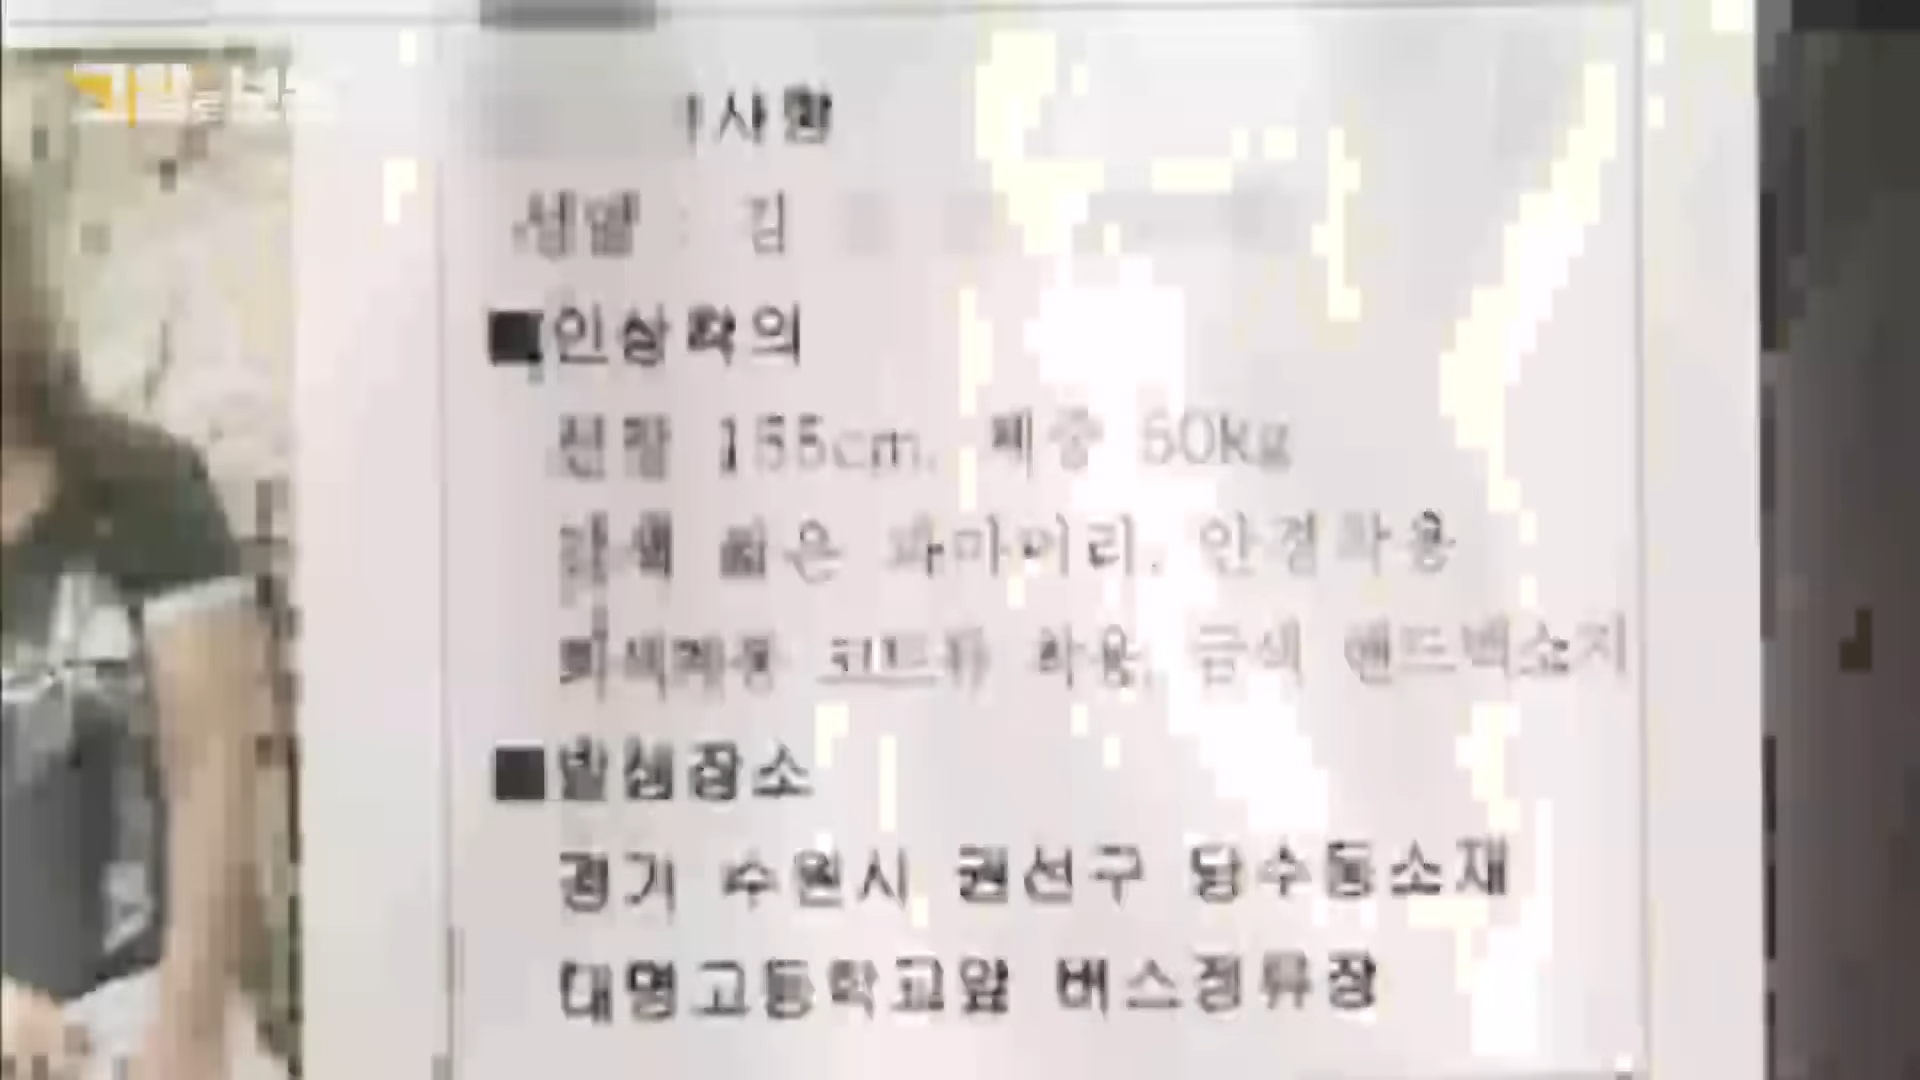 사항
성명 : 김
■인상착의
신장 155cm, 체중 50kg
갈색 짧은 파마머리, 안경착용
회색계통 코트류 착용, 금색 핸드백소지
■발생장소
경기 수원시 권선구 당수동소재
대명고등학교앞 버스정류장